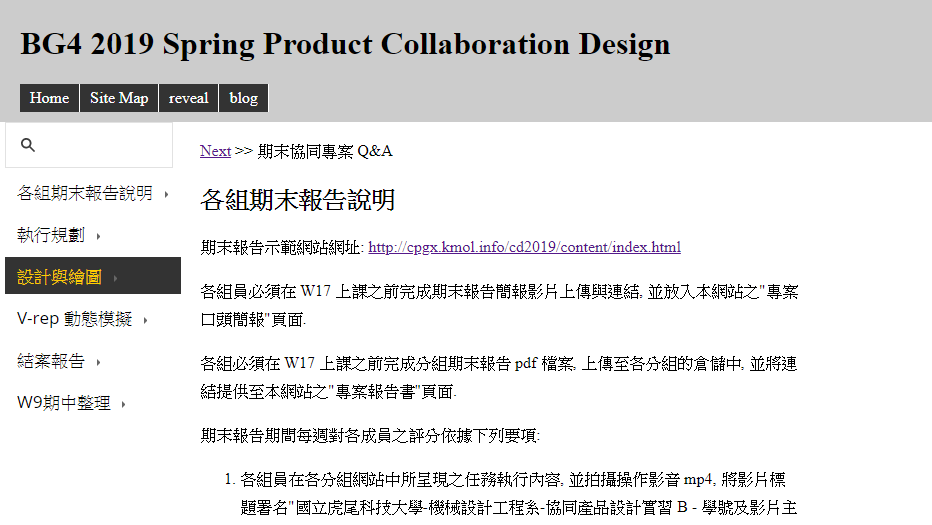 BG4 2019 Spring Product Collaboration Design
Home Site Map reveal blog
各組期末報告說明
執行規劃
設計與繪圖
V-rep 動態模擬
結案報告
W9期中整理
Next >> 期末協同專案 Q&A
各組期末報告說明
期末報告示範網站網址: http://cpgx.kmol.info/cd2019/content/index.html
各組員必須在 W17 上課之前完成期末報告簡報影片上傳與連結, 並放入本網站之"專案
口頭簡報"頁面.
各組必須在 W17 上課之前完成分組期末報告 pdf 檔案, 上傳至各分組的倉儲中, 並將連
結提供至本網站之"專案報告書"頁面.
期末報告期間每週對各成員之評分依據下列要項:
1. 各組員在各分組網站中所呈現之任務執行內容, 並拍攝操作影音 mp4, 將影片標
題署名"國立虎尾科技大學-機械設計工程系-協同產品設計實習 B - 學號及影片主